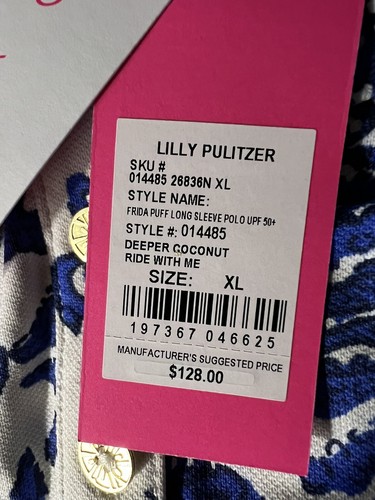 LILLY PULITZER
SKU #
014485 26836N XL
STYLE NAME:
FRIDA PUFF LONG SLEEVE POLO UPF 50+
STYLE #: 014485
DEEPER COCONUT
RIDE WITH ME
SIZE: XL
197367 046625
MANUFACTURER'S SUGGESTED PRICE
$128.00